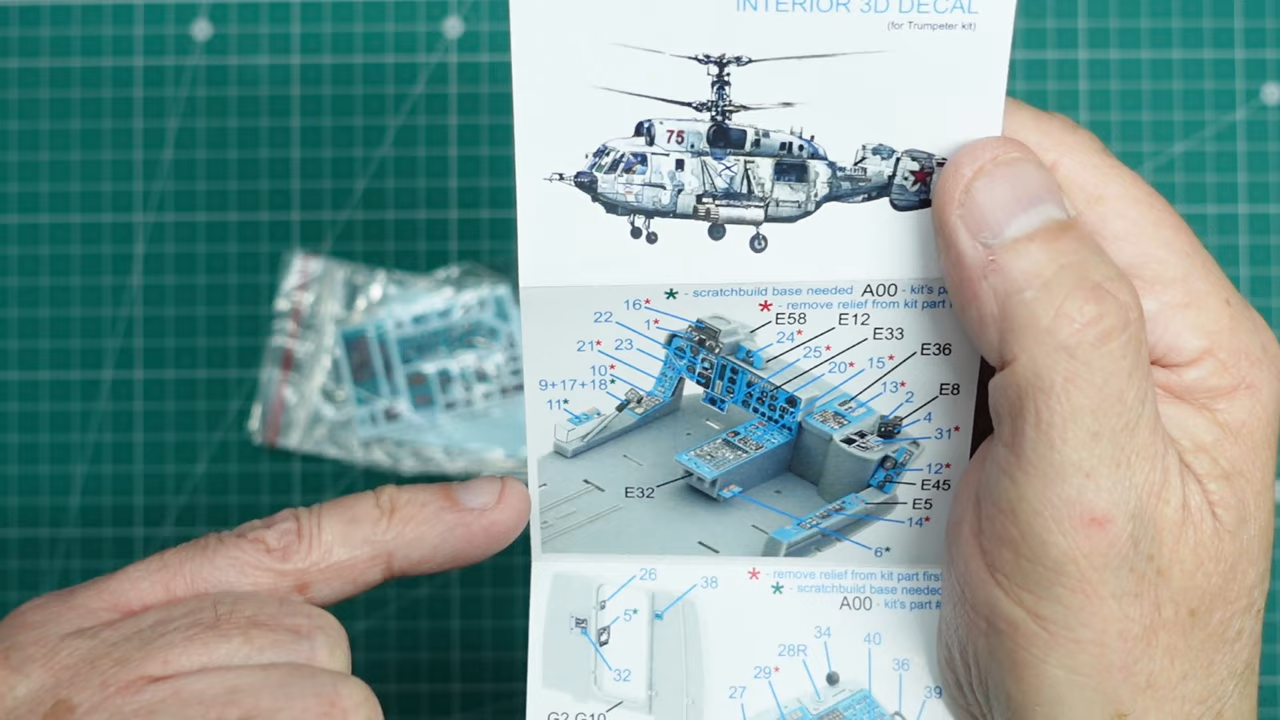 INTERIOR 3D DECAL
(for Trumpeter kit)
75
* - scratchbuild base needed A00 - kit's
* - remove relief from kit part
16*
E58
E12
22
1*
24*
E33
21*
23
25*
E36
20*
15*
10*
13*
9+17+18*
2
E8
11*
4
31*
12*
E45
E32
E5
14*
6*
* - remove relief from kit part first
* - scratchbuild base needed
A00 - kit's part
26
38
5*
32
G2,G10
34
28R
40
29*
36
27
39